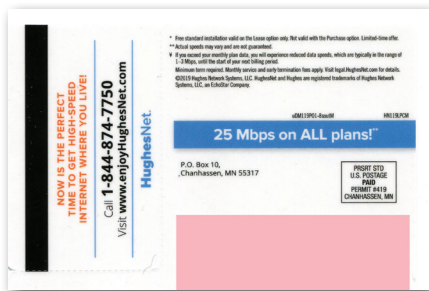 NOW IS THE PERFECT
TIME TO GET HIGH-SPEED
INTERNET WHERE YOU LIVE!
Call 1-844-874-7750
Visit www.enjoyHughesNet.com
HughesNet.
* Free standard installation valid on the Lease option only. Not valid with the Purchase option. Limited-time offer.
** Actual speeds may vary and are not guaranteed.
¥ If you exceed your monthly plan data, you will experience reduced data speeds, which are typically in the range of
1–3 Mbps, until the start of your next billing period.
Minimum term required. Monthly service and early termination fees apply. Visit legal.HughesNet.com for details.
©2019 Hughes Network Systems, LLC. HughesNet and Hughes are registered trademarks of Hughes Network
Systems, LLC, an EchoStar Company.
HN119LPCM
25 Mbps on ALL plans!**
P.O. Box 10,
Chanhassen, MN 55317
PRSRT STD
U.S. POSTAGE
PAID
PERMIT #419
CHANHASSEN, MN